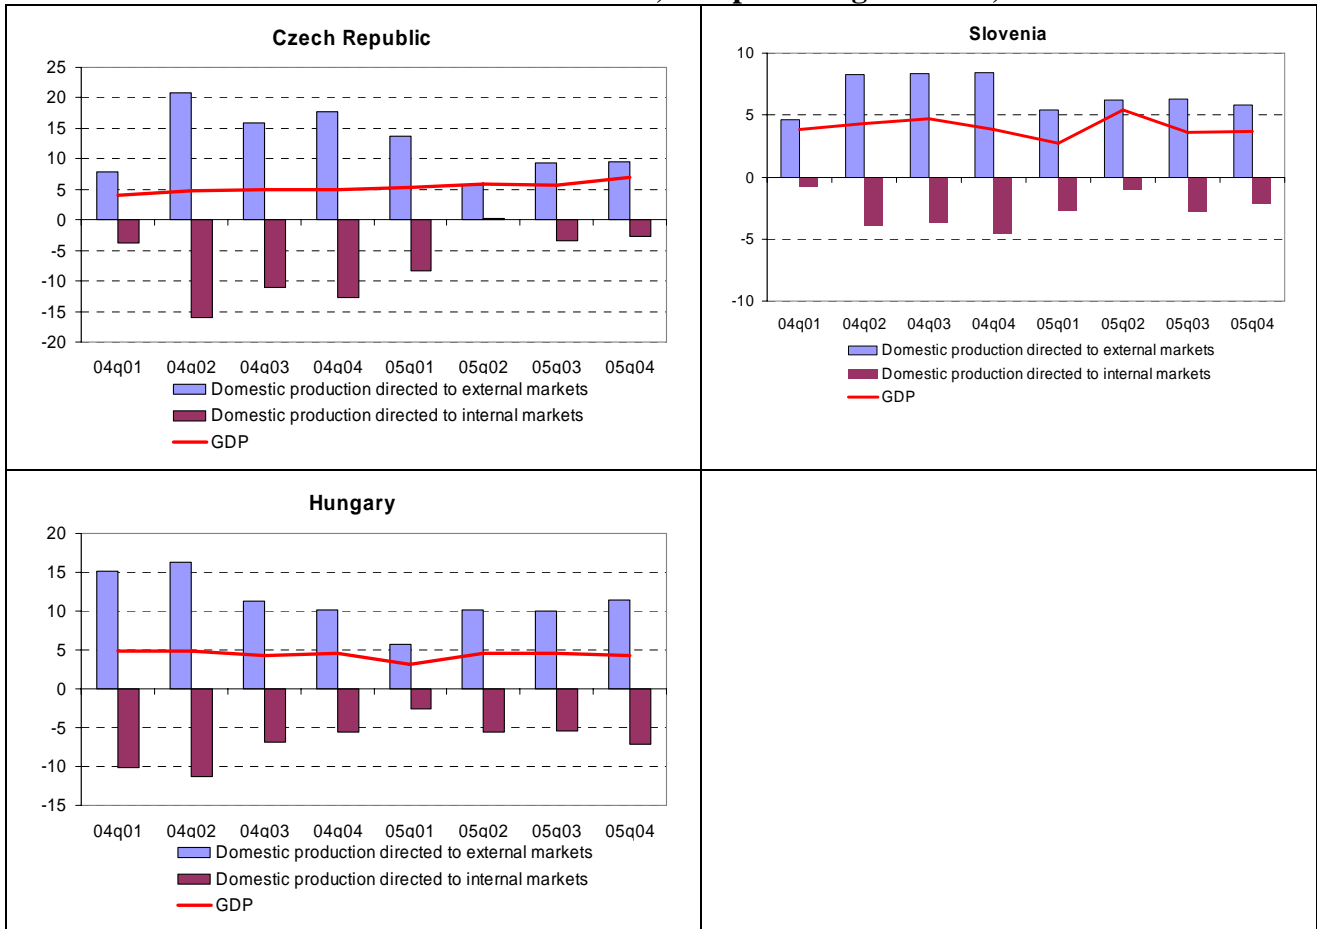 Czech Republic
25
20
15
10
5
0
-5
-10
-15
-20
04q01 04q02 04q03 04q04 05q01 05q02 05q03 05q04
Domestic production directed to external markets
Domestic production directed to internal markets
GDP
Slovenia
10
5
0
-5
-10
04q01 04q02 04q03 04q04 05q01 05q02 05q03 05q04
Domestic production directed to external markets
Domestic production directed to internal markets
GDP
Hungary
20
15
10
5
0
-5
-10
-15
04q01 04q02 04q03 04q04 05q01 05q02 05q03 05q04
Domestic production directed to external markets
Domestic production directed to internal markets
GDP